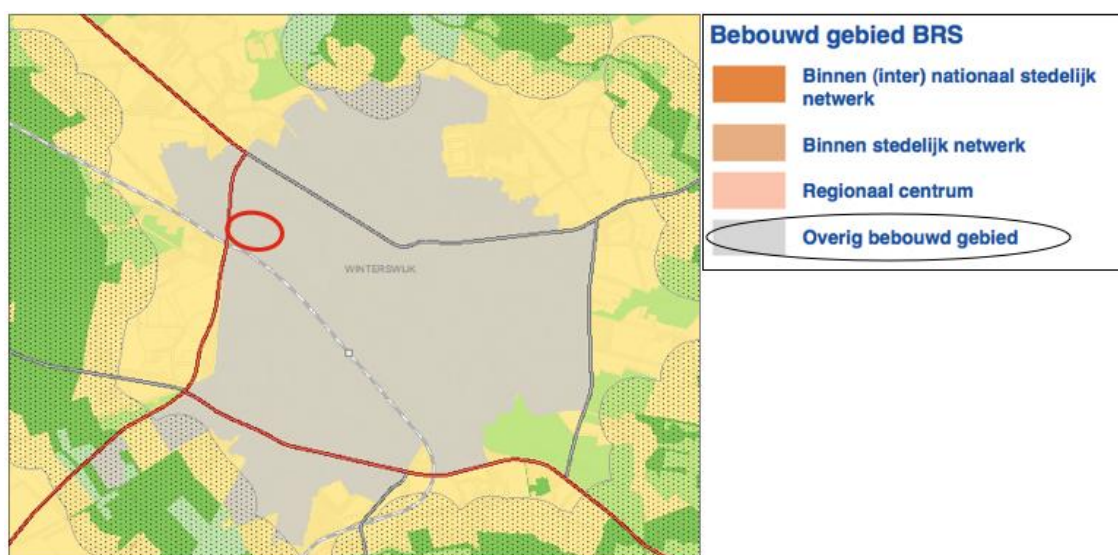 WINTERSWIJK
Bebouwd gebied BRS
Binnen (inter) nationaal stedelijk
netwerk
Binnen stedelijk netwerk
Regionaal centrum
Overig bebouwd gebied